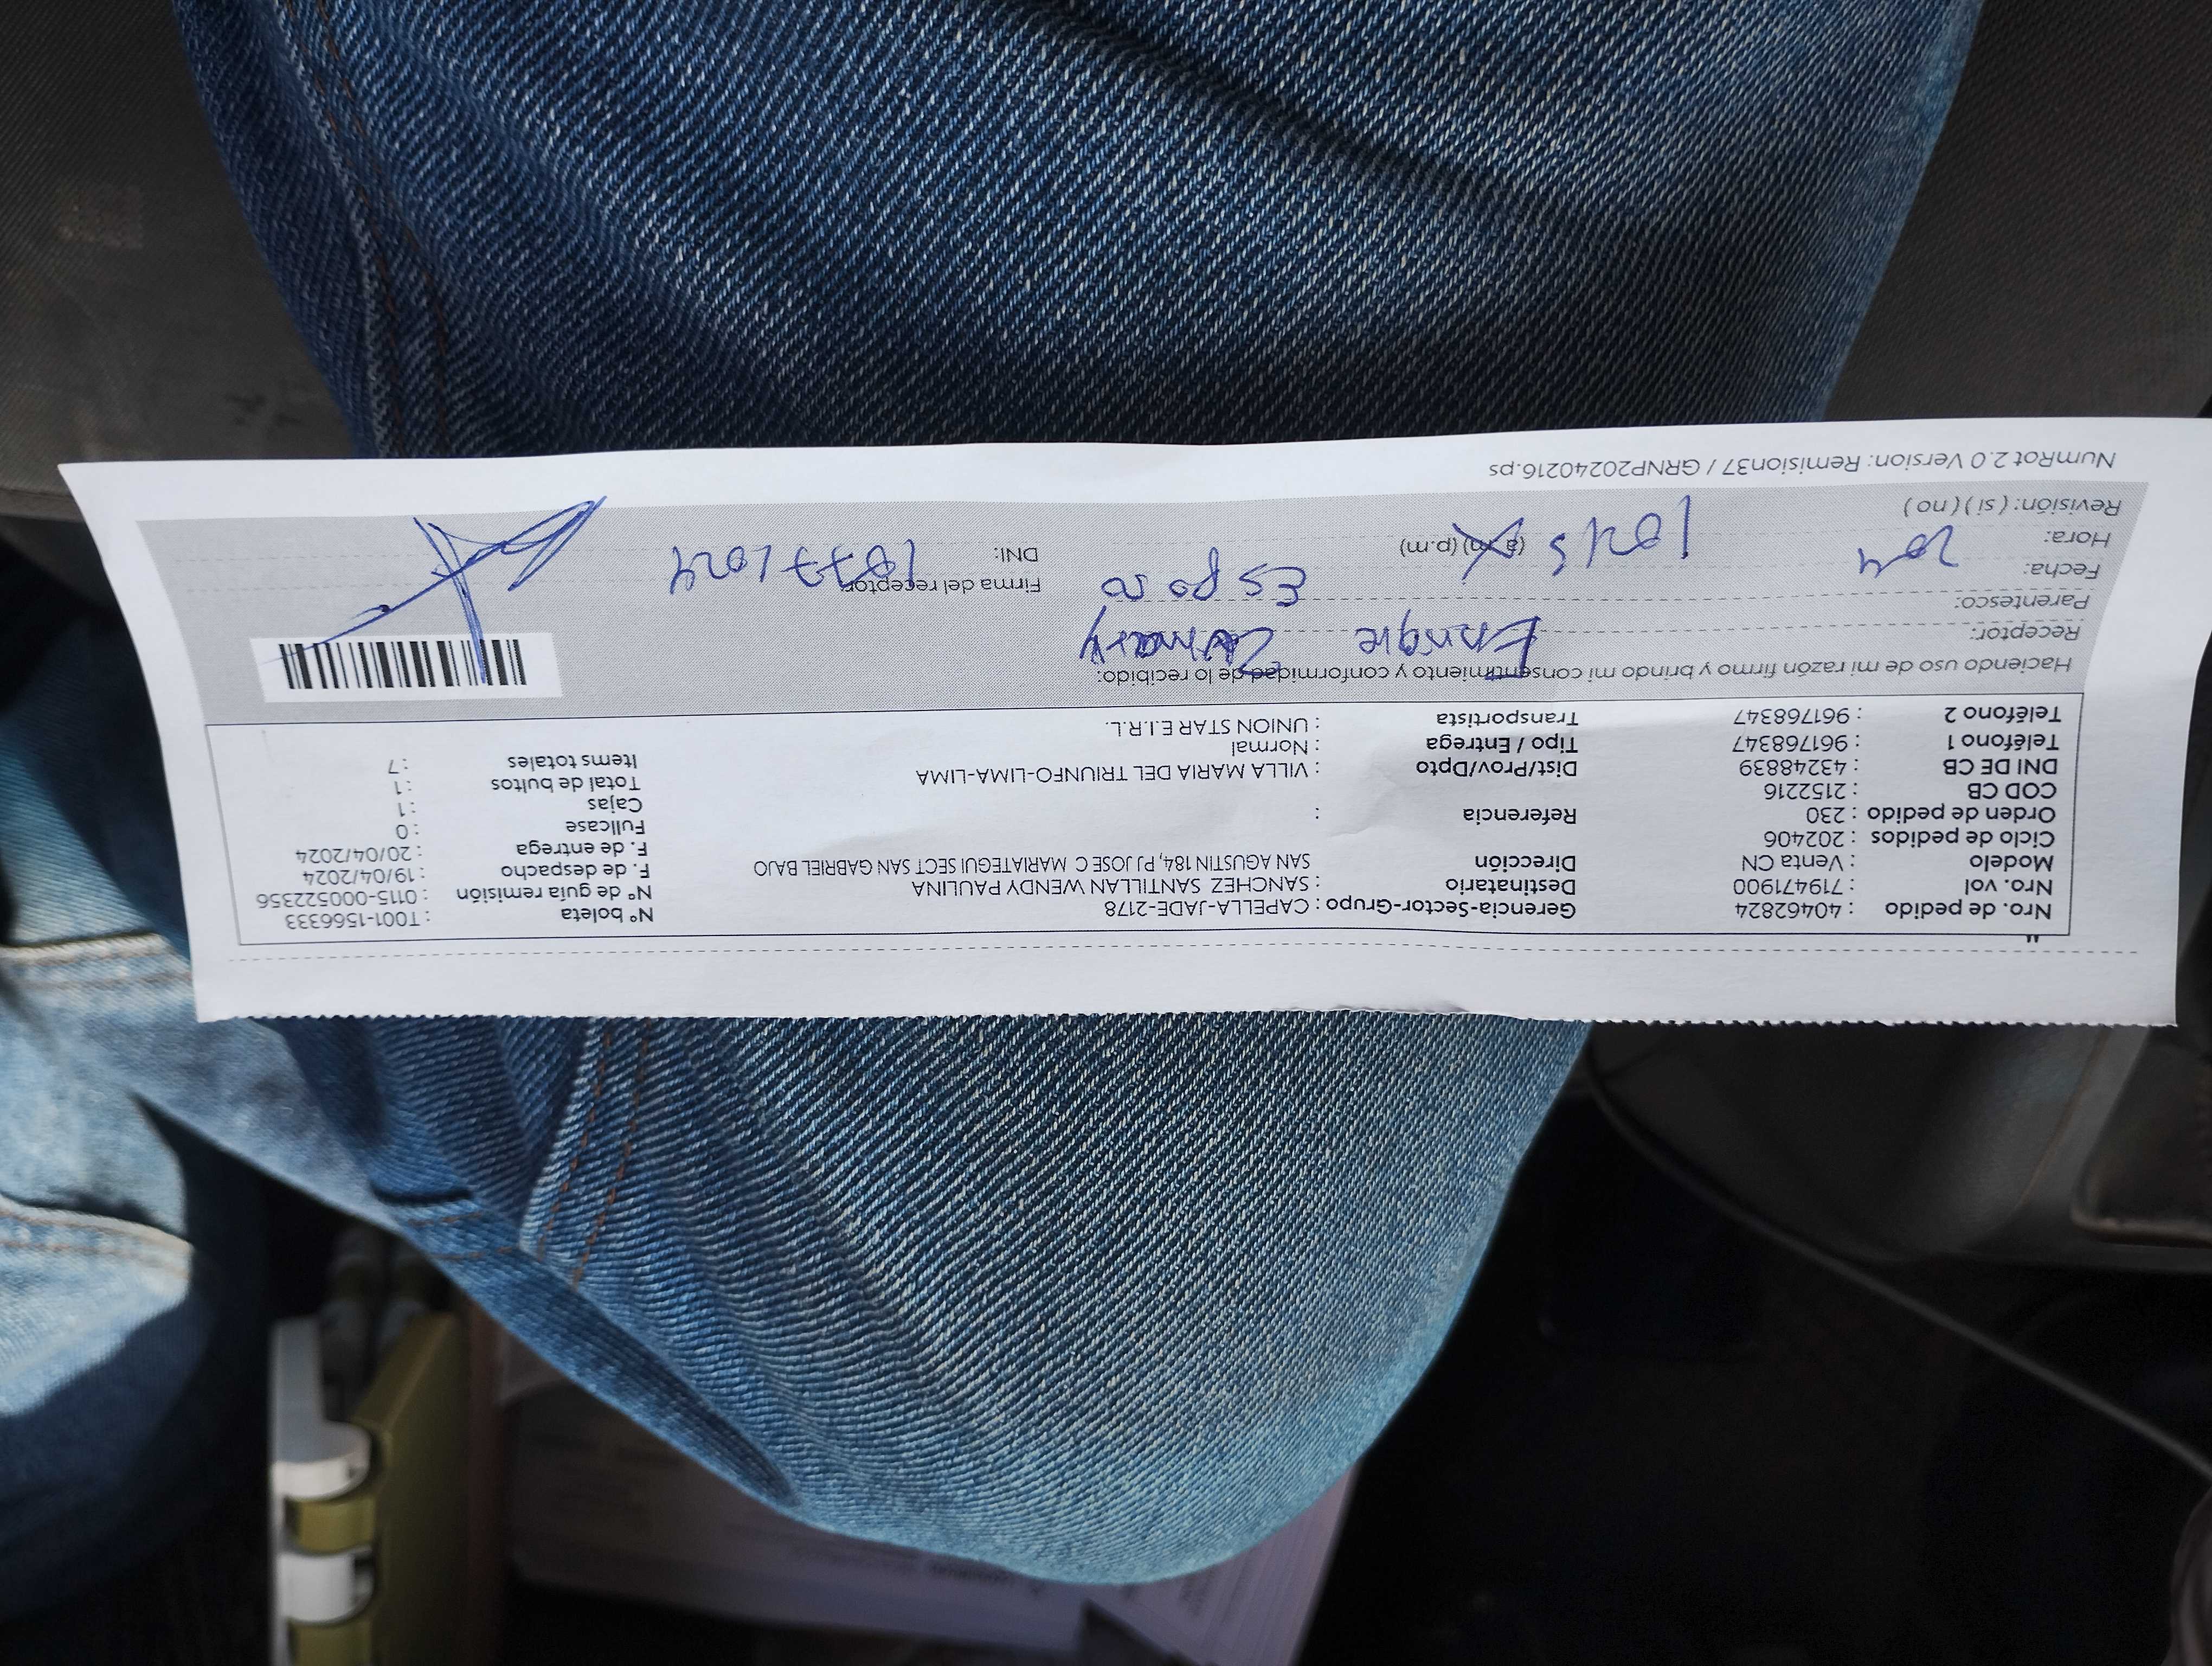 Nro. de pedido : 40462824
Nro. vol : 719471900
Modelo : Venta CN
Ciclo de pedidos : 202406
Orden de pedido : 230
COD CB : 2152216
DNI DE CB : 43248839
Teléfono 1 : 961768347
Teléfono 2 : 961768347
Gerencia-Sector-Grupo : CAPELLA-JADE-2178
Destinatario : SANCHEZ SANTILLAN WENDY PAULINA
Dirección SAN AGUSTIN 184, PJ JOSE C MARIATEGUI SECT SAN GABRIEL BAJO
Referencia :
Dist/Prov/Dpto : VILLA MARIA DEL TRIUNFO-LIMA-LIMA
Tipo / Entrega : Normal
Transportista : UNION STAR E.I.R.L.
Nº boleta : T001-1566333
Nº de guía remisión : 0115-000522356
F. de despacho : 19/04/2024
F. de entrega : 20/04/2024
Fullcase : 0
Cajas : 1
Total de bultos : 1
Items totales : 7
Haciendo uso de mi razón firmo y brindo mi consentimiento y conformidad de lo recibido:
Receptor: Enrique
Parentesco: Esposo
Fecha: 20-4
Hora: 1045 (a.m) (p.m)
Revisión: ( si ) ( no )
Firma del receptor
DNI:
NumRot 2.0 Version: Remision37 / GRNP20240216.ps